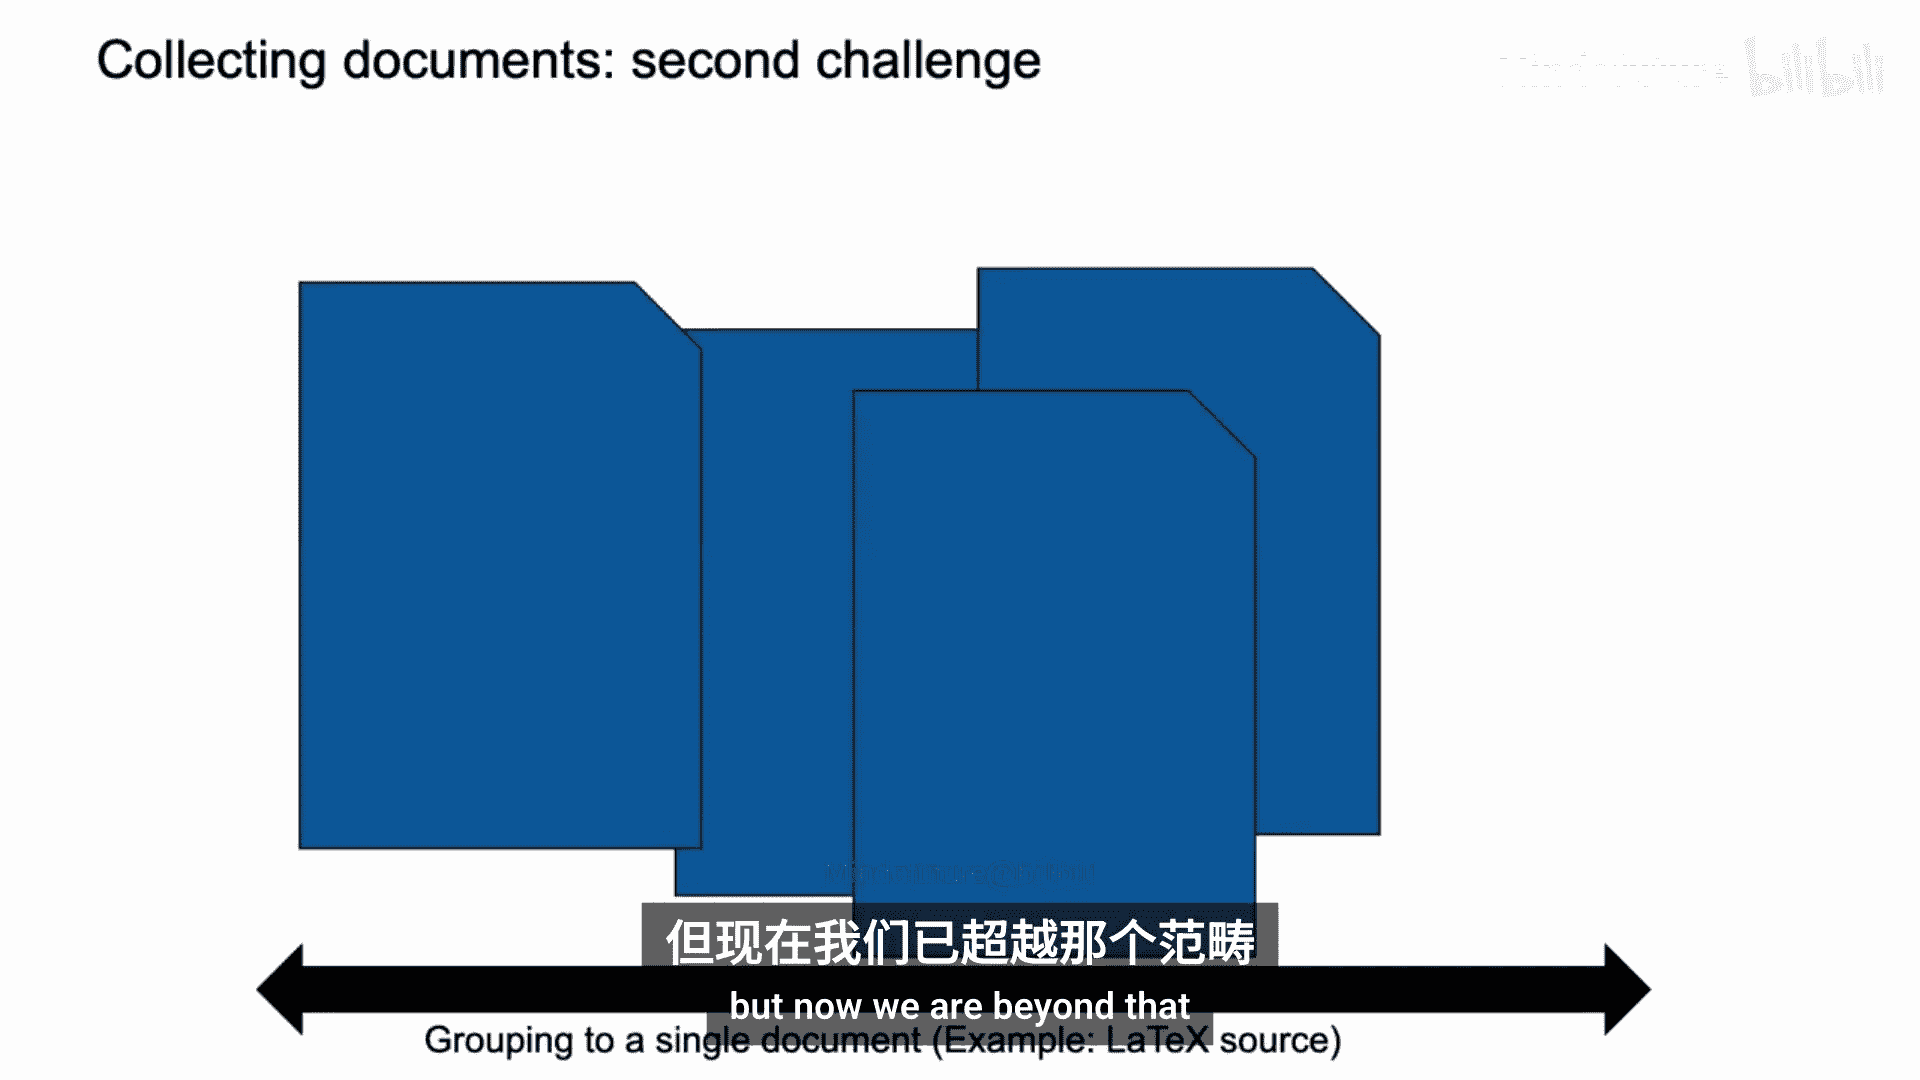 Collecting documents: second challenge
bilibili
但现在我们已超越那个范畴
but now we are beyond that
Grouping to a single document (Example: LaTeX source)